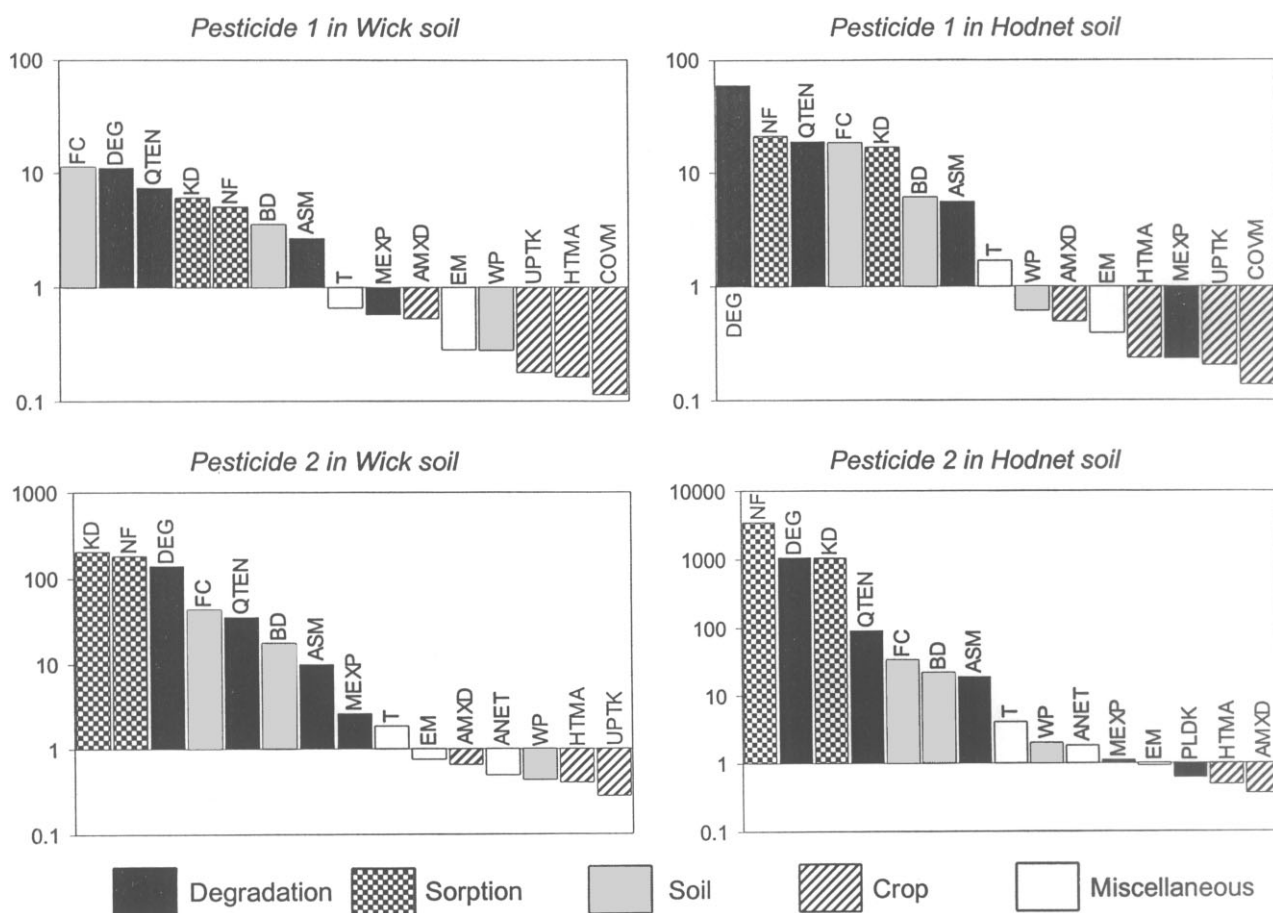 Pesticide 1 in Wick soil
100
10
1
0.1
FC
DEG
QTEN
KD
NF
BD
ASM
T
MEXP
AMXD
EM
WP
UPTK
HTMA
COVM
Pesticide 1 in Hodnet soil
100
10
1
0.1
DEG
NF
QTEN
FC
KD
BD
ASM
T
WP
AMXD
EM
HTMA
MEXP
UPTK
COVM
Pesticide 2 in Wick soil
1000
100
10
1
0.1
KD
NF
DEG
FC
QTEN
BD
ASM
MEXP
T
EM
AMXD
ANET
WP
HTMA
UPTK
Pesticide 2 in Hodnet soil
10000
1000
100
10
1
0.1
NF
DEG
KD
QTEN
FC
BD
ASM
T
WP
ANET
MEXP
EM
PLDK
HTMA
AMXD
Degradation
Sorption
Soil
Crop
Miscellaneous